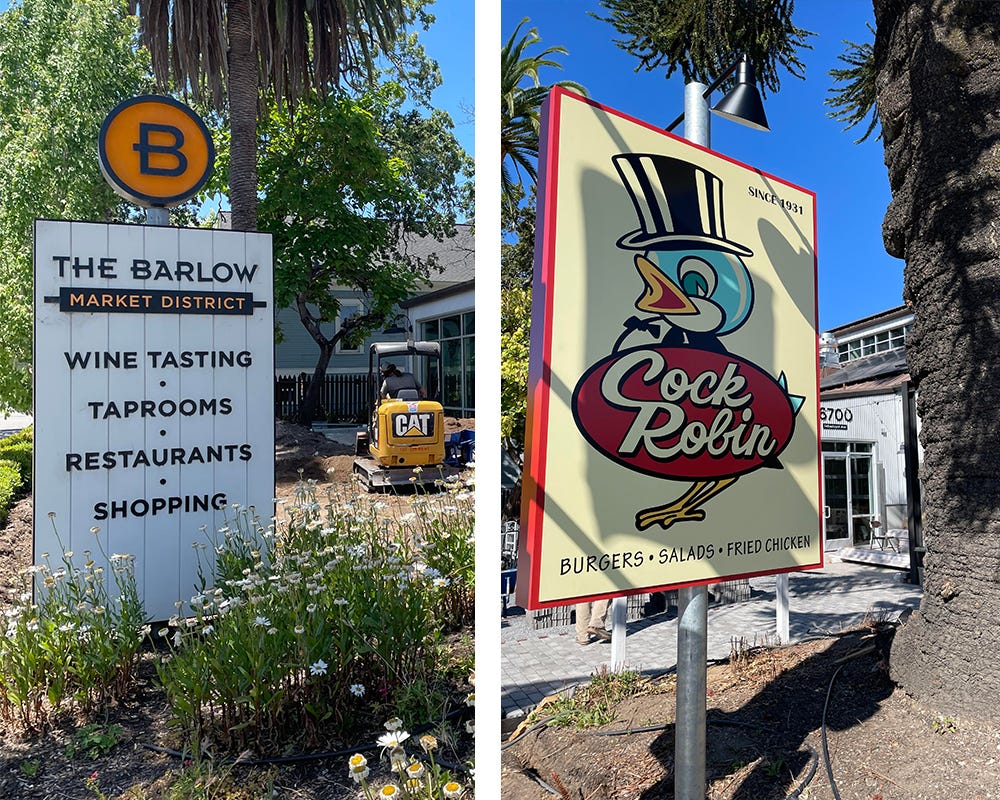 B
THE BARLOW
MARKET DISTRICT
WINE TASTING
•
TAPROOMS
•
RESTAURANTS
•
SHOPPING
CAT
SINCE 1931
Cock
Robin
BURGERS • SALADS • FRIED CHICKEN
6700